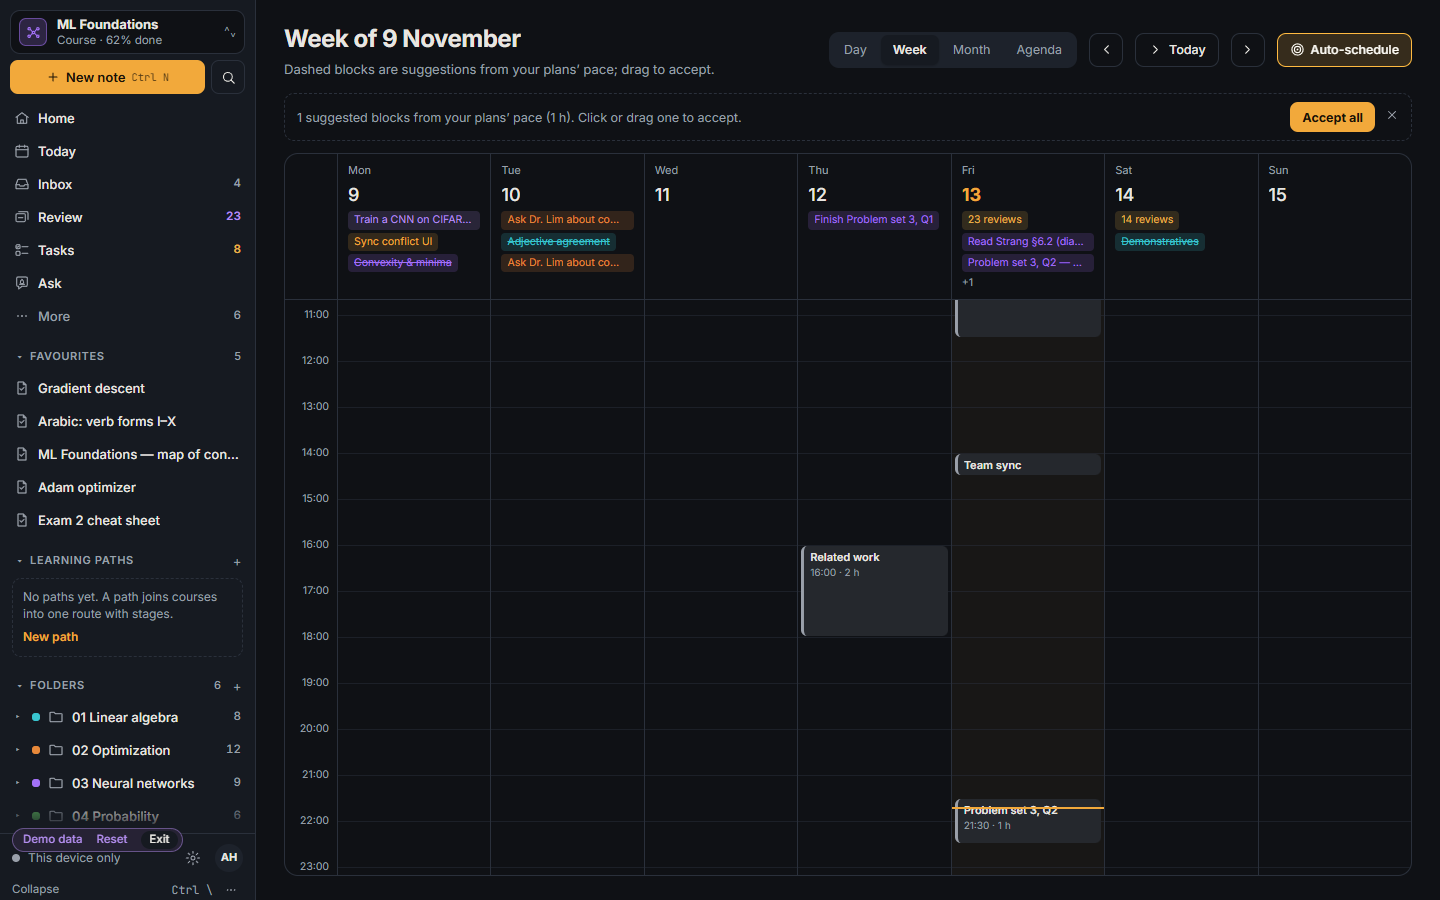 ML Foundations
Course · 62% done
New note Ctrl N
Home
Today
Inbox 4
Review 23
Tasks 8
Ask
More 6
FAVOURITES 5
Gradient descent
Arabic: verb forms I–X
ML Foundations — map of con...
Adam optimizer
Exam 2 cheat sheet
LEARNING PATHS +
No paths yet. A path joins courses
into one route with stages.
New path
FOLDERS 6 +
01 Linear algebra 8
02 Optimization 12
03 Neural networks 9
04 Probability 6
Demo data Reset Exit
This device only AH
Collapse Ctrl \ ...
Week of 9 November
Dashed blocks are suggestions from your plans’ pace; drag to accept.
Day Week Month Agenda
Today
Auto-schedule
1 suggested blocks from your plans’ pace (1 h). Click or drag one to accept.
Accept all
Mon
9
Train a CNN on CIFAR...
Sync conflict UI
Convexity & minima
Tue
10
Ask Dr. Lim about co...
Adjective agreement
Ask Dr. Lim about co...
Wed
11
Thu
12
Finish Problem set 3, Q1
Fri
13
23 reviews
Read Strang §6.2 (dia...
Problem set 3, Q2 — ...
+1
Sat
14
14 reviews
Demonstratives
Sun
15
11:00
12:00
13:00
14:00
Team sync
15:00
16:00
Related work
16:00 · 2 h
17:00
18:00
19:00
20:00
21:00
Problem set 3, Q2
21:30 · 1 h
22:00
23:00